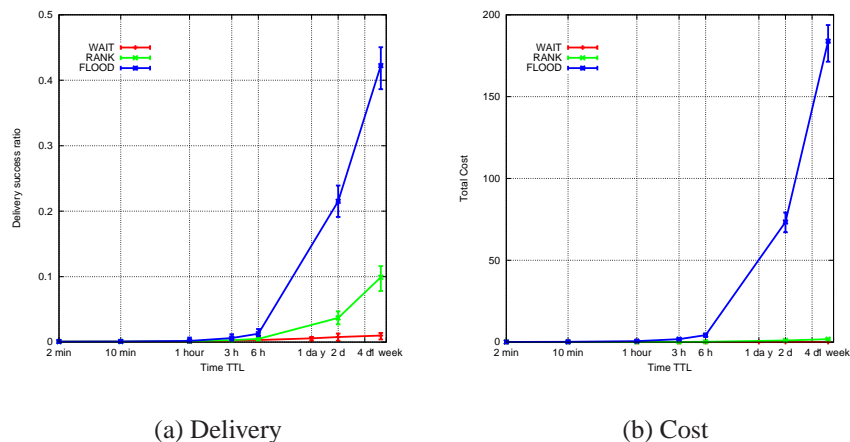 0.5
0.4
0.3
0.2
0.1
0
Delivery success ratio
WAIT
RANK
FLOOD
2 min 10 min 1 hour 3 h 6 h 1 da y 2 d 4 d1 week
Time TTL
(a) Delivery
200
150
100
50
0
Total Cost
WAIT
RANK
FLOOD
2 min 10 min 1 hour 3 h 6 h 1 da y 2 d 4 d1 week
Time TTL
(b) Cost